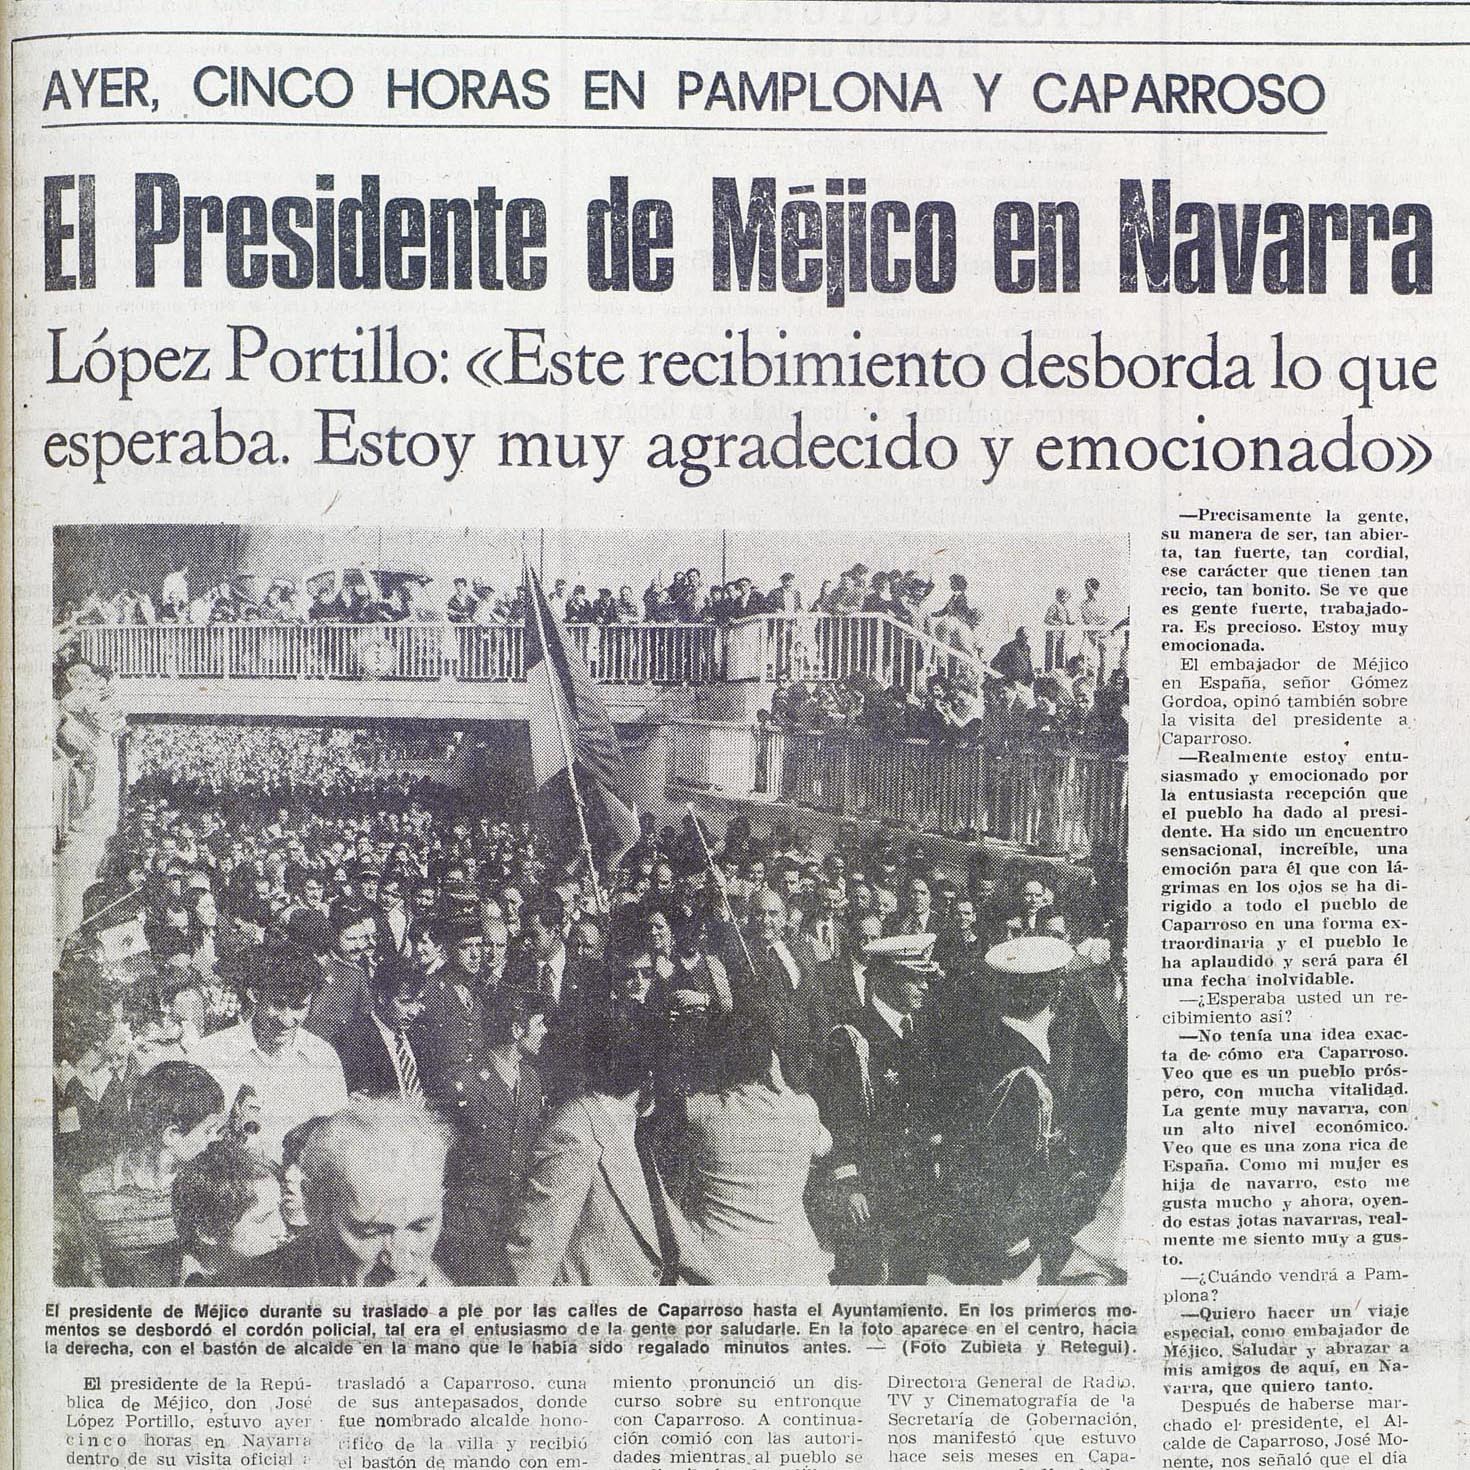 AYER, CINCO HORAS EN PAMPLONA Y CAPARROSO
El Presidente de Méjico en Navarra
López Portillo: «Este recibimiento desborda lo que
esperaba. Estoy muy agradecido y emocionado»
El presidente de Méjico durante su traslado a pie por las calles de Caparroso hasta el Ayuntamiento. En los primeros mo-
mentos se desbordó el cordón policial, tal era el entusiasmo de la gente por saludarle. En la foto aparece en el centro, hacia
la derecha, con el bastón de alcalde en la mano que le había sido regalado minutos antes. — (Foto Zubieta y Retegui).
El presidente de la Repú-
blica de Méjico, don José
López Portillo, estuvo ayer
cinco horas en Navarra
dentro de su visita oficial
trasladó a Caparroso, cuna
de sus antepasados, donde
fue nombrado alcalde hono-
rífico de la villa y recibió
el bastón de mando con em-
miento pronunció un dis-
curso sobre su entronque
con Caparroso. A continua-
ción comió con las autori-
dades mientras al pueblo se
Directora General de Radio,
TV y Cinematografía de la
Secretaría de Gobernación,
nos manifestó que estuvo
hace seis meses en Capa-
—Precisamente la gente,
su manera de ser, tan abier-
ta, tan fuerte, tan cordial,
ese carácter que tienen tan
recio, tan bonito. Se ve que
es gente fuerte, trabajado-
ra. Es precioso. Estoy muy
emocionada.
El embajador de Méjico
en España, señor Gómez
Gordoa, opinó también sobre
la visita del presidente a
Caparroso.
—Realmente estoy entu-
siasmado y emocionado por
la entusiasta recepción que
el pueblo ha dado al presi-
dente. Ha sido un encuentro
sensacional, increíble, una
emoción para él que con lá-
grimas en los ojos se ha di-
rigido a todo el pueblo de
Caparroso en una forma ex-
traordinaria y el pueblo le
ha aplaudido y será para él
una fecha inolvidable.
—¿Esperaba usted un re-
cibimiento así?
—No tenía una idea exac-
ta de cómo era Caparroso.
Veo que es un pueblo prós-
pero, con mucha vitalidad.
La gente muy navarra, con
un alto nivel económico.
Veo que es una zona rica de
España. Como mi mujer es
hija de navarro, esto me
gusta mucho y ahora, oyen-
do estas jotas navarras, real-
mente me siento muy a gus-
to.
—¿Cuándo vendrá a Pam-
plona?
—Quiero hacer un viaje
especial, como embajador de
Méjico. Saludar y abrazar a
mis amigos de aquí, en Na-
varra, que quiero tanto.
Después de haberse mar-
chado el presidente, el Al-
calde de Caparroso, José Mo-
nente, nos señaló que el día